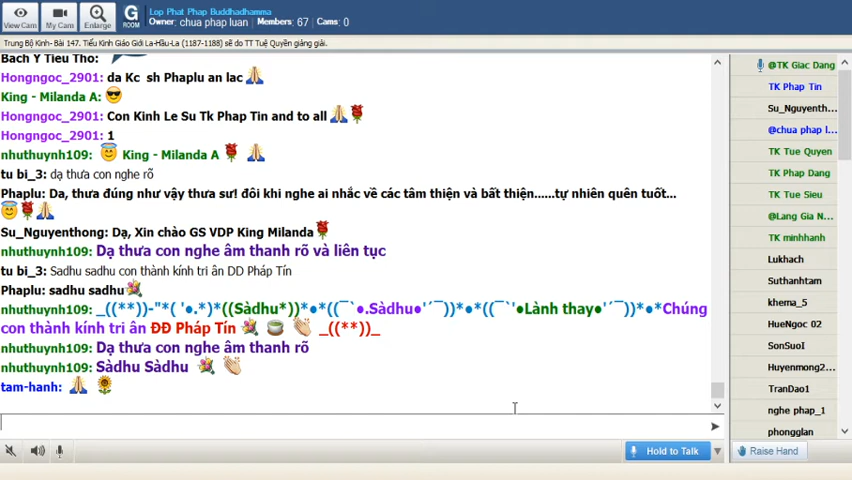 View Cam
My Cam
Enlarge
G
ROOM
Lop Phat Phap Buddhadhamma
Owner: chua phap luan Members: 67 Cams: 0
Trung Bộ Kinh- Bài 147. Tiểu Kinh Giáo Giới La-Hầu-La (1187-1188) sẽ do TT Tuệ Quyền giảng giải.
Bach Y Tieu Tho:
Hongngoc_2901: da Kc sh Phaplu an lac
King - Milanda A:
Hongngoc_2901: Con Kinh Le Su Tk Phap Tin and to all
Hongngoc_2901: 1
nhuthuynh109: King - Milanda A
tu bi_3: dạ thưa con nghe rõ
Phaplu: Da, thưa đúng như vậy thưa sư! đôi khi nghe ai nhắc về các tâm thiện và bất thiện......tự nhiên quên tuốt...
Su_Nguyenthong: Dạ, Xin chào GS VDP King Milanda
nhuthuynh109: Dạ thưa con nghe âm thanh rõ và liên tục
tu bi_3: Sadhu sadhu con thành kính tri ân DD Pháp Tín
Phaplu: sadhu sadhu
nhuthuynh109: _((**))-"*( '●.*)*((Sàdhu*))*●*((¯`●.Sàdhu●'´¯))*●*((¯`'●Lành thay●'´¯))*●*Chúng
con thành kính tri ân ĐĐ Pháp Tín _((**))_
nhuthuynh109: Dạ thưa con nghe âm thanh rõ
nhuthuynh109: Sàdhu Sàdhu
tam-hanh:
Hold to Talk
@TK Giac Dang
TK Phap Tin
Su_Nguyenth...
@chua phap l...
TK Tue Quyen
TK Phap Dang
TK Tue Sieu
@Lang Gia N...
TK minhhanh
Lukhach
Suthanhtam
khema_5
HueNgoc 02
SonSuoI
Huyenmong2...
TranDao1
nghe phap_1
phongglan
Raise Hand